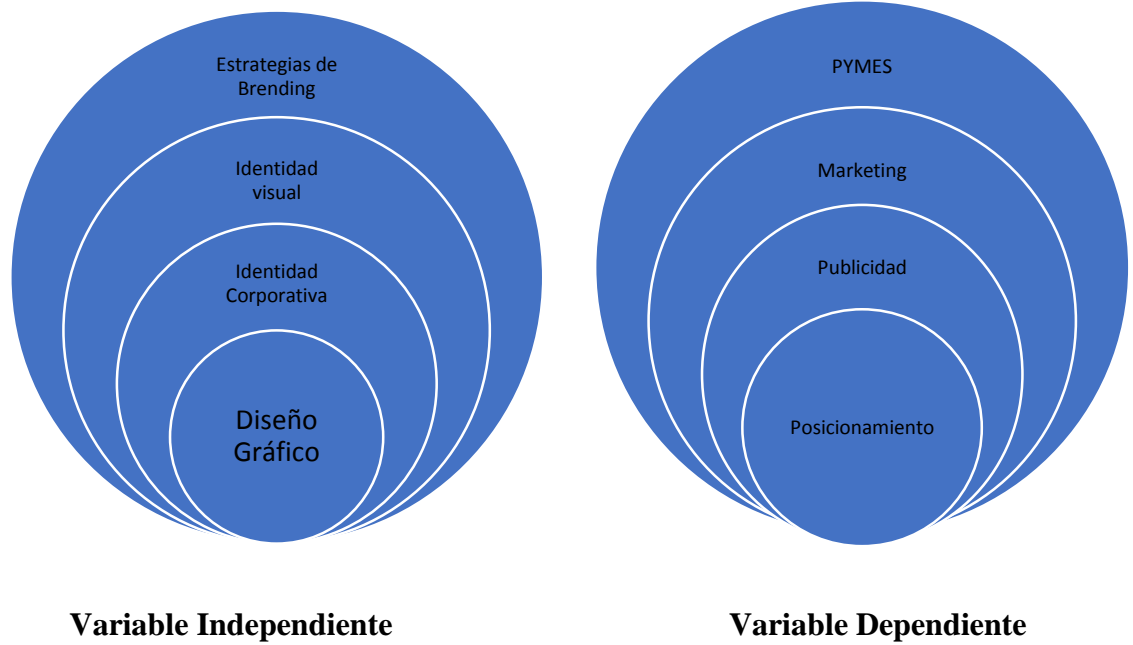 Estrategias de
Brending
Identidad
visual
Identidad
Corporativa
Diseño
Gráfico
PYMES
Marketing
Publicidad
Posicionamiento
Variable Independiente
Variable Dependiente